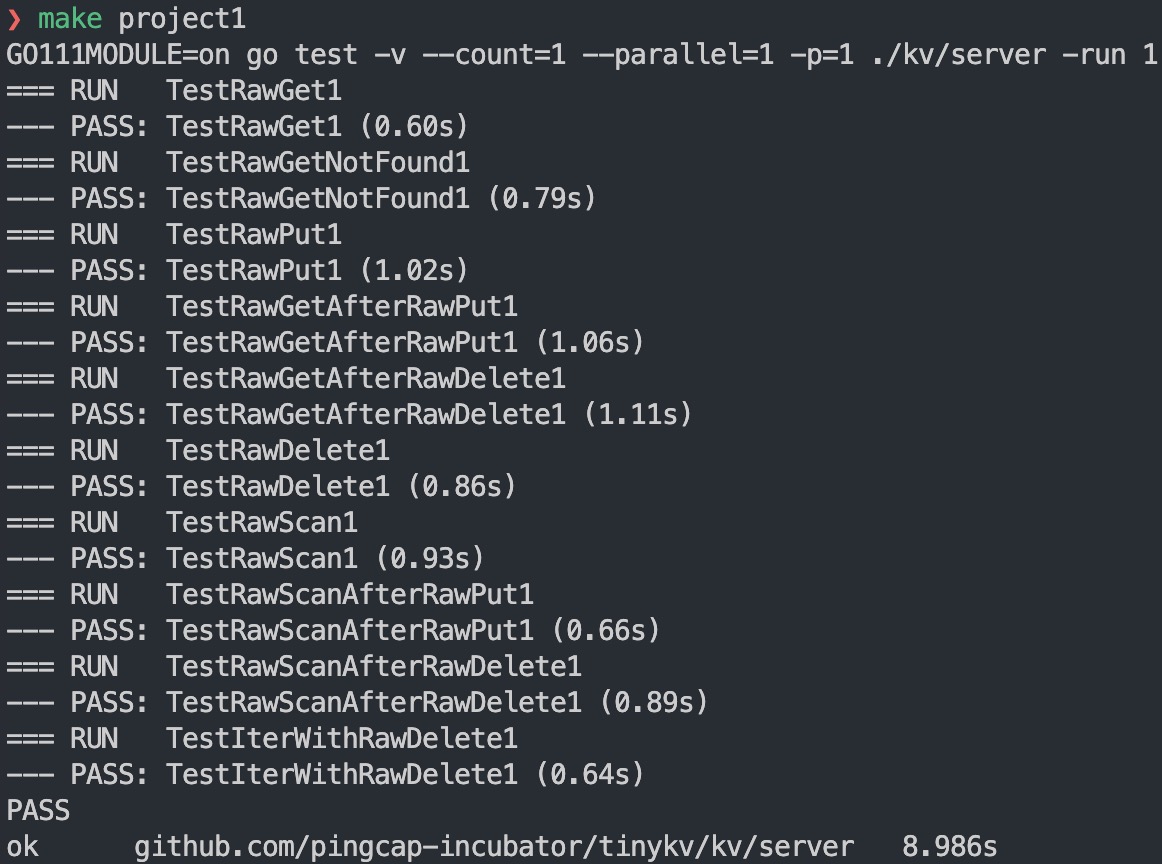 ❯ make project1
GO111MODULE=on go test -v --count=1 --parallel=1 -p=1 ./kv/server -run 1
=== RUN   TestRawGet1
--- PASS: TestRawGet1 (0.60s)
=== RUN   TestRawGetNotFound1
--- PASS: TestRawGetNotFound1 (0.79s)
=== RUN   TestRawPut1
--- PASS: TestRawPut1 (1.02s)
=== RUN   TestRawGetAfterRawPut1
--- PASS: TestRawGetAfterRawPut1 (1.06s)
=== RUN   TestRawGetAfterRawDelete1
--- PASS: TestRawGetAfterRawDelete1 (1.11s)
=== RUN   TestRawDelete1
--- PASS: TestRawDelete1 (0.86s)
=== RUN   TestRawScan1
--- PASS: TestRawScan1 (0.93s)
=== RUN   TestRawScanAfterRawPut1
--- PASS: TestRawScanAfterRawPut1 (0.66s)
=== RUN   TestRawScanAfterRawDelete1
--- PASS: TestRawScanAfterRawDelete1 (0.89s)
=== RUN   TestIterWithRawDelete1
--- PASS: TestIterWithRawDelete1 (0.64s)
PASS
ok      github.com/pingcap-incubator/tinykv/kv/server   8.986s